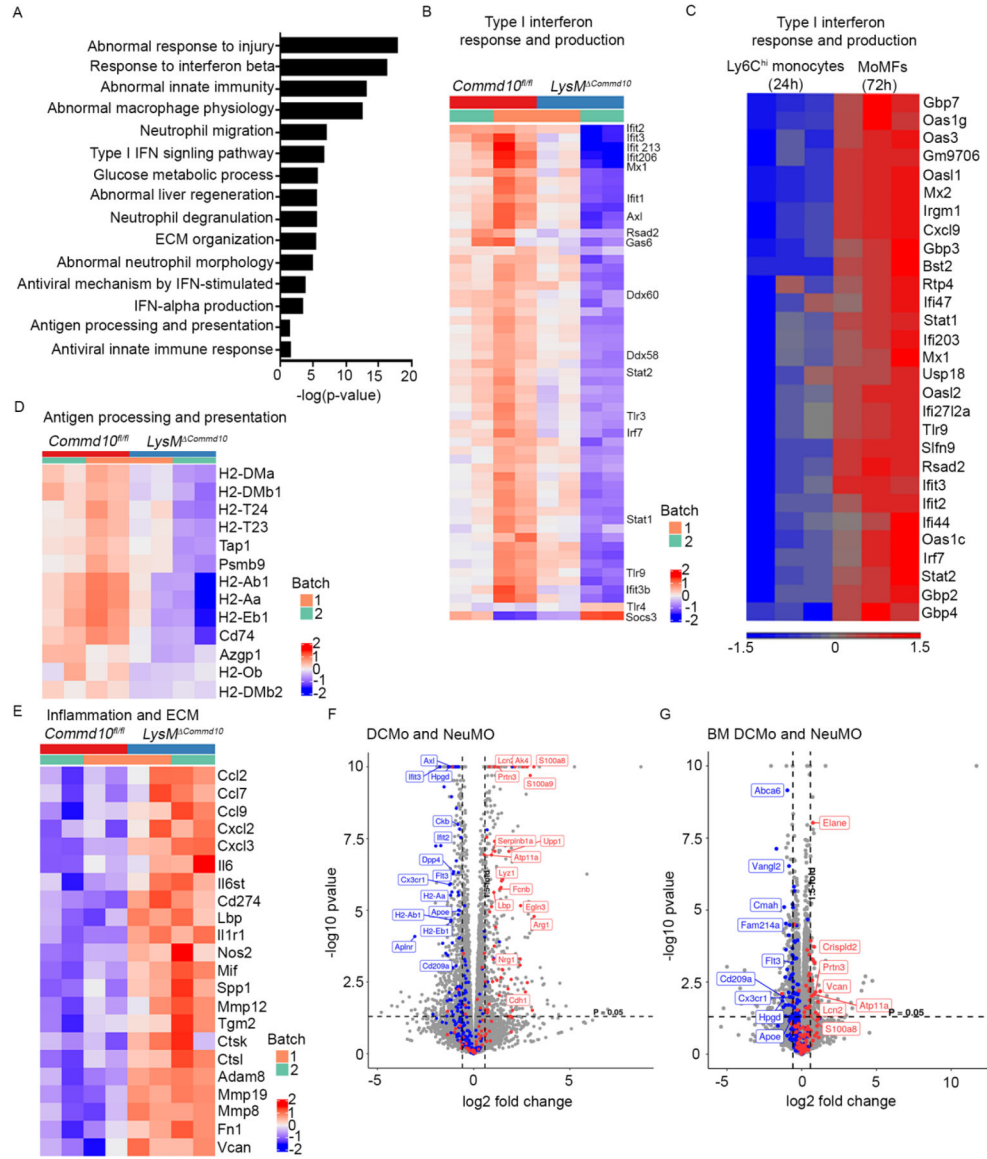 A
Abnormal response to injury
Response to interferon beta
Abnormal innate immunity
Abnormal macrophage physiology
Neutrophil migration
Type I IFN signling pathway
Glucose metabolic process
Abnormal liver regeneration
Neutrophil degranulation
ECM organization
Abnormal neutrophil morphology
Antiviral mechanism by IFN-stimulated
IFN-alpha production
Antigen processing and presentation
Antiviral innate immune response
0 5 10 15 20
-log(p-value)
B
Type I interferon
response and production
Commd10fl/fl LysMΔCommd10
Ifit2
Ifit3
Ifit 213
Ifit206
Mx1
Ifit1
Axl
Rsad2
Gas6
Ddx60
Ddx58
Stat2
Tlr3
Irf7
Stat1
Tlr9
Ifit3b
Tlr4
Socs3
Batch
1
2
2
1
0
-1
-2
C
Type I interferon
response and production
Ly6Chi monocytes MoMFs
(24h) (72h)
Gbp7
Oas1g
Oas3
Gm9706
Oasl1
Mx2
Irgm1
Cxcl9
Gbp3
Bst2
Rtp4
Ifi47
Stat1
Ifi203
Mx1
Usp18
Oasl2
Ifi27l2a
Tlr9
Slfn9
Rsad2
Ifit3
Ifit2
Ifi44
Oas1c
Irf7
Stat2
Gbp2
Gbp4
-1.5 0 1.5
D
Antigen processing and presentation
Commd10fl/fl LysMΔCommd10
H2-DMa
H2-DMb1
H2-T24
H2-T23
Tap1
Psmb9
H2-Ab1
H2-Aa
H2-Eb1
Cd74
Azgp1
H2-Ob
H2-DMb2
Batch
1
2
2
1
0
-1
-2
E
Inflammation and ECM
Commd10fl/fl LysMΔCommd10
Ccl2
Ccl7
Ccl9
Cxcl2
Cxcl3
Il6
Il6st
Cd274
Lbp
Il1r1
Nos2
Mif
Spp1
Mmp12
Tgm2
Ctsk
Ctsl
Adam8
Mmp19
Mmp8
Fn1
Vcan
Batch
1
2
2
1
0
-1
-2
F
DCMo and NeuMO
-log10 pvalue
10
7.5
5.0
2.5
0.0
Axl
Ifit3
Hpgd
Ckb
Ifit2
Dpp4
Flt3
Cx3cr1
H2-Aa
Apoe
H2-Ab1
H2-Eb1
Aplnr
Cd209a
Lcn2
Ak4
S100a8
Prtn3
S100a9
Serpinb1a
Upp1
Atp11a
Lyz1
Fcnb
Lbp
Egln3
Arg1
Nrg1
Cdh1
1.5-fold
P = 0.05
-5 0 5
log2 fold change
G
BM DCMo and NeuMO
-log10 pvalue
10
7.5
5.0
2.5
0.0
Abca6
Vangl2
Cmah
Fam214a
Flt3
Cd209a
Cx3cr1
Hpgd
Apoe
Elane
Crispld2
Prtn3
Vcan
Atp11a
Lcn2
S100a8
1.5-fold
P = 0.05
-5 0 5 10
log2 fold change